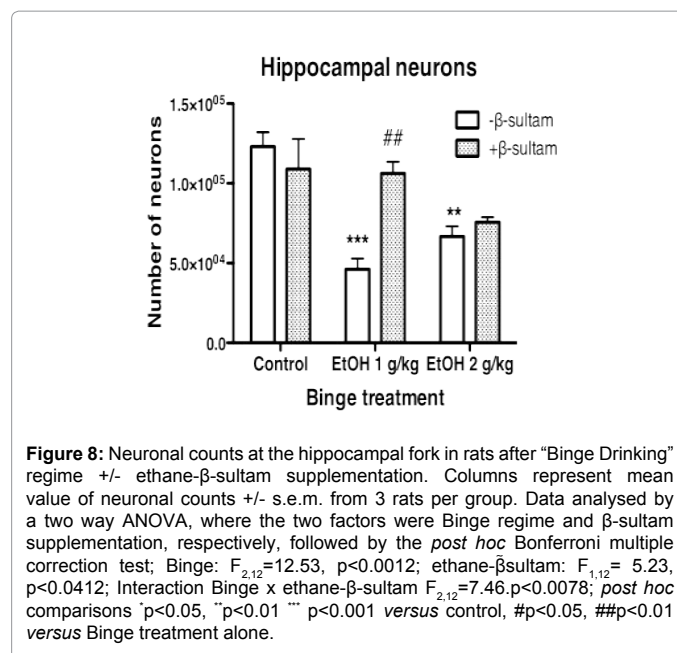 Hippocampal neurons
1.5×10⁰⁵
1.0×10⁰⁵
5.0×10⁰⁴
0.0
Number of neurons
-β-sultam
+β-sultam
***
##
**
Control EtOH 1 g/kg EtOH 2 g/kg
Binge treatment
Figure 8: Neuronal counts at the hippocampal fork in rats after “Binge Drinking”
regime +/- ethane-β-sultam supplementation. Columns represent mean
value of neuronal counts +/- s.e.m. from 3 rats per group. Data analysed by
a two way ANOVA, where the two factors were Binge regime and β-sultam
supplementation, respectively, followed by the post hoc Bonferroni multiple
correction test; Binge: F₂,₁₂=12.53, p<0.0012; ethane-β̃sultam: F₁,₁₂= 5.23,
p<0.0412; Interaction Binge x ethane-β-sultam F₂,₁₂=7.46.p<0.0078; post hoc
comparisons *p<0.05, **p<0.01 *** p<0.001 versus control, #p<0.05, ##p<0.01
versus Binge treatment alone.